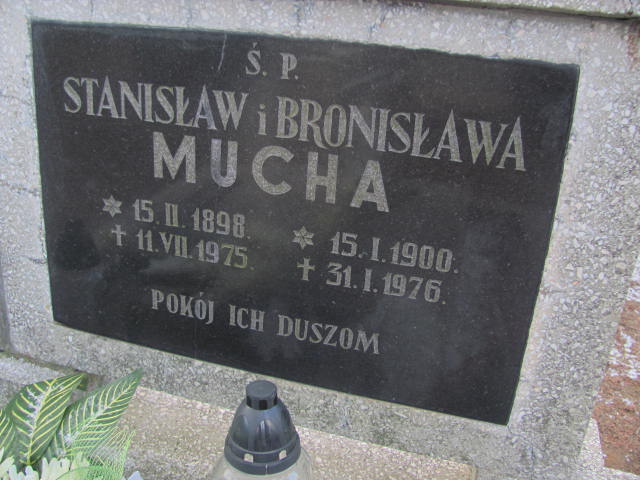 Ś. P.
STANISŁAW i BRONISŁAWA
MUCHA
✡ 15. II. 1898. ✡ 15. I. 1900.
† 11. VII. 1975. † 31. I. 1976.
POKÓJ ICH DUSZOM